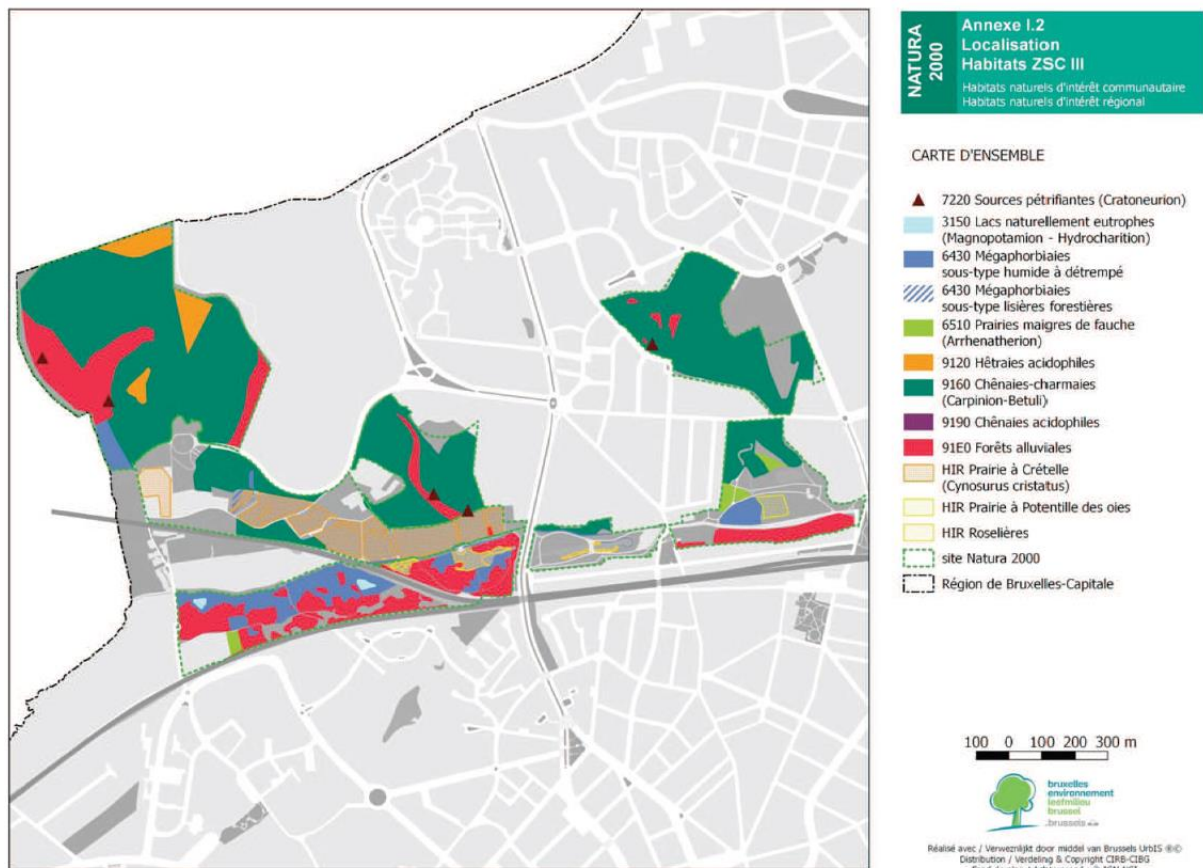 NATURA
2000
Annexe I.2
Localisation
Habitats ZSC III
Habitats naturels d'intérêt communautaire
Habitats naturels d'intérêt régional
CARTE D'ENSEMBLE
7220 Sources pétrifiantes (Cratoneurion)
3150 Lacs naturellement eutrophes
(Magnopotamion - Hydrocharition)
6430 Mégaphorbiaies
sous-type humide à détrempé
6430 Mégaphorbiaies
sous-type lisières forestières
6510 Prairies maigres de fauche
(Arrhenatherion)
9120 Hêtraies acidophiles
9160 Chênaies-charmaies
(Carpinion-Betuli)
9190 Chênaies acidophiles
91E0 Forêts alluviales
HIR Prairie à Crételle
(Cynosurus cristatus)
HIR Prairie à Potentille des oies
HIR Roselières
site Natura 2000
Région de Bruxelles-Capitale
100 0 100 200 300 m
bruxelles
environnement
leefmilieu
brussel
.brussels
Réalisé avec / Verwezenlijkt door middel van Brussels UrbIS ®©
Distribution / Verdeling & Copyright CIRB-CIBG